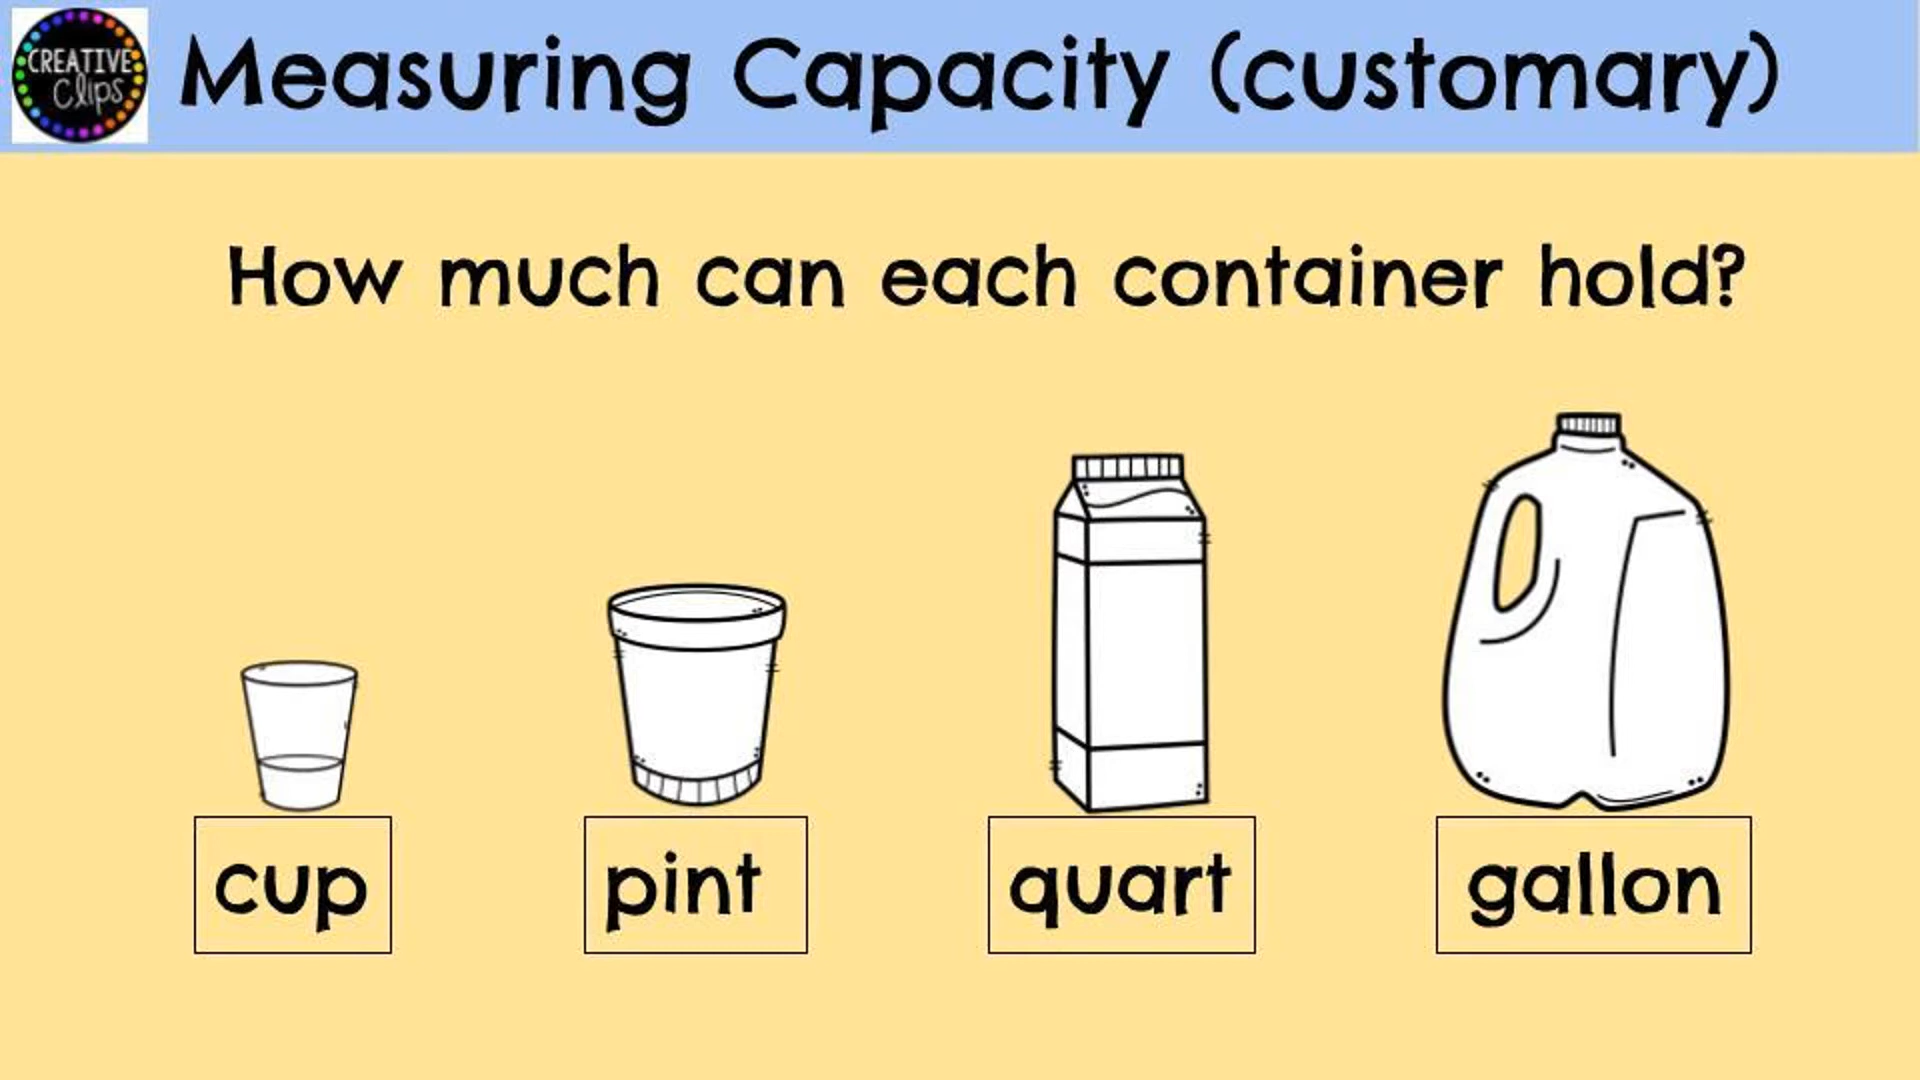 CREATIVE
Clips
Measuring Capacity (customary)
How much can each container hold?
cup
pint
quart
gallon